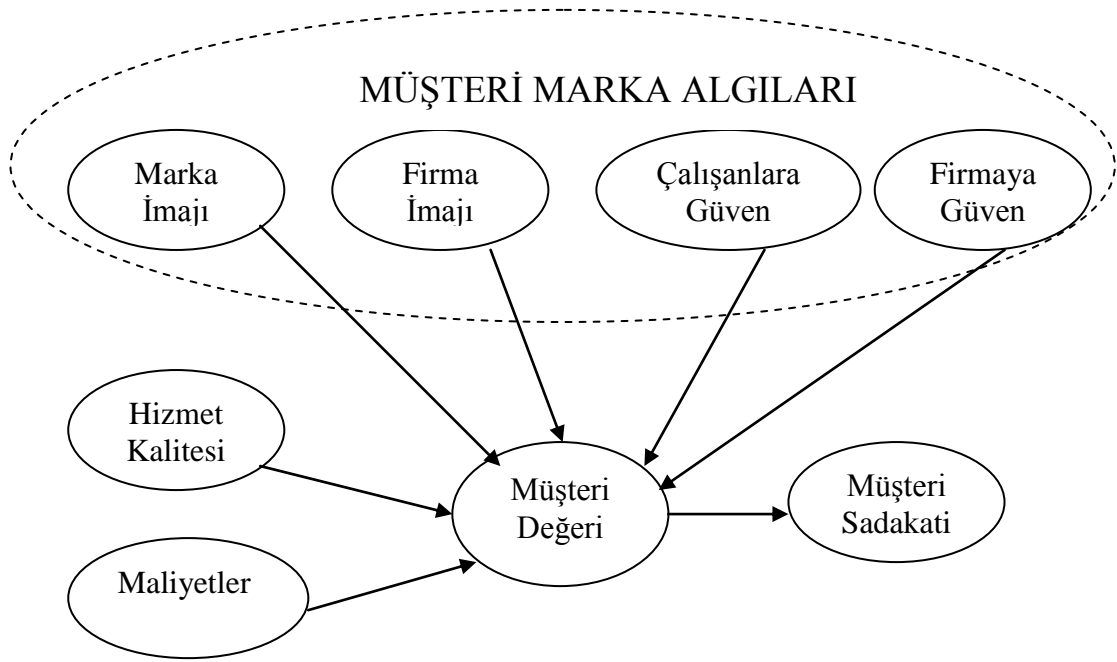 MÜŞTERİ MARKA ALGILARI
Marka
İmajı
Firma
İmajı
Çalışanlara
Güven
Firmaya
Güven
Hizmet
Kalitesi
Müşteri
Değeri
Müşteri
Sadakati
Maliyetler